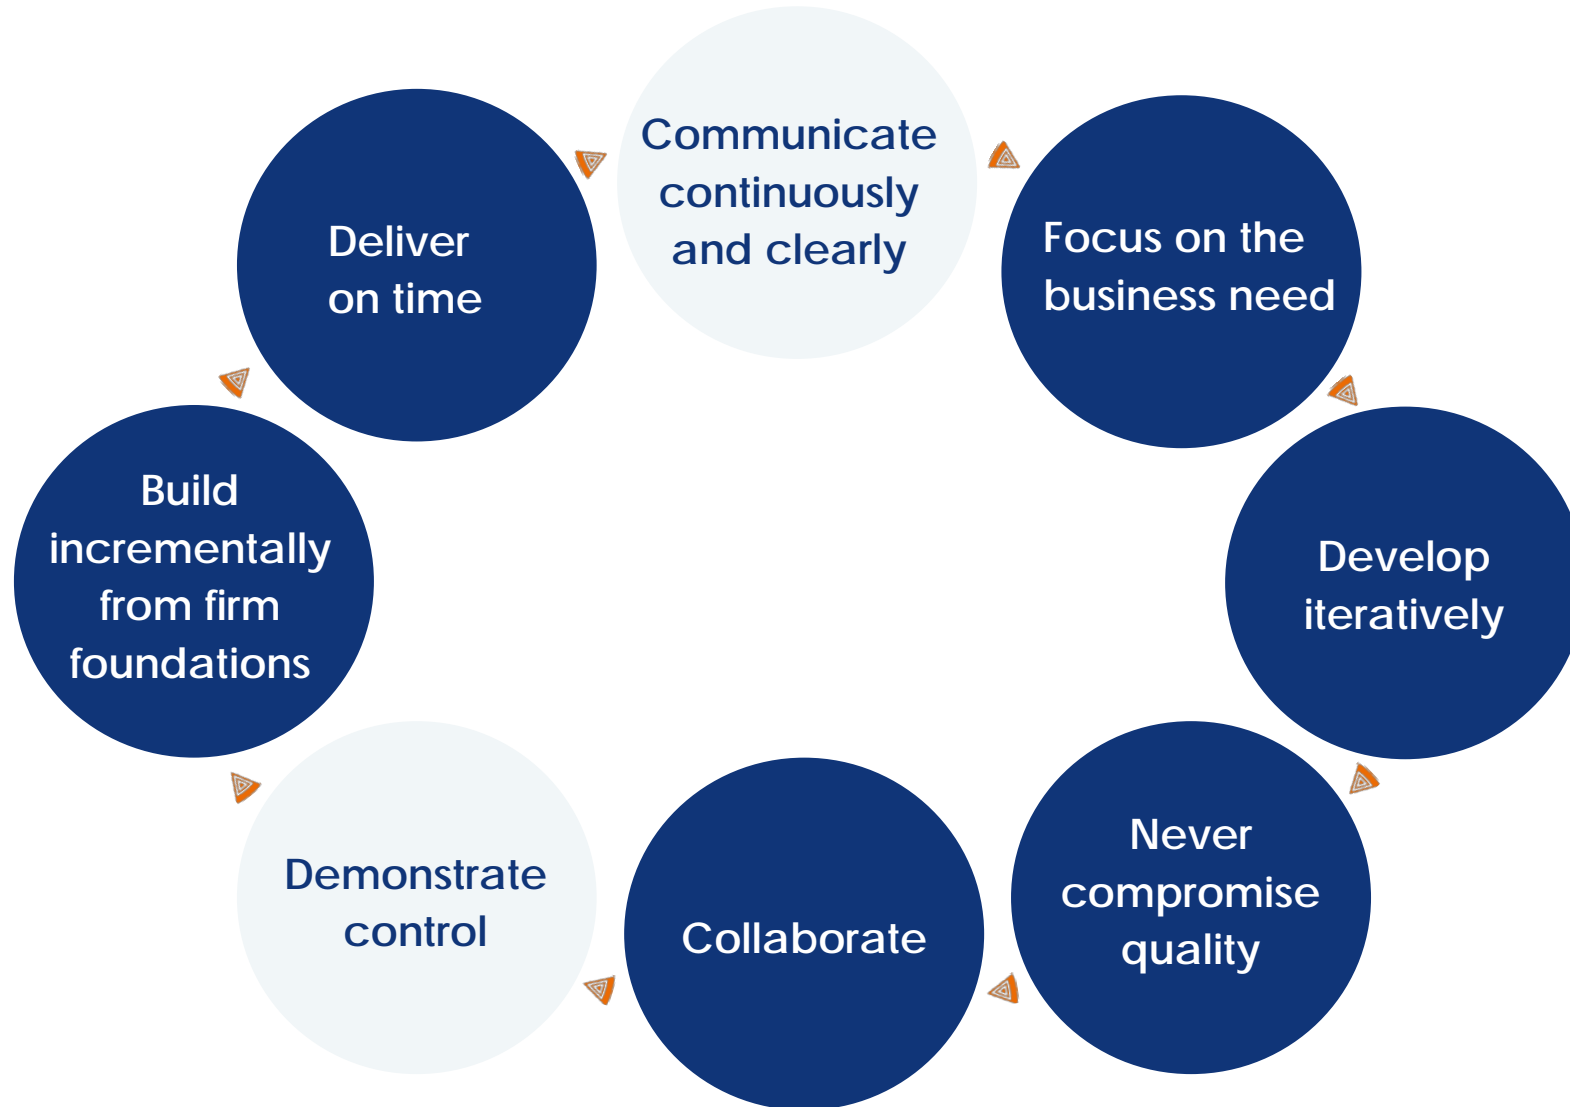 Communicate
continuously
and clearly
Focus on the
business need
Develop
iteratively
Never
compromise
quality
Collaborate
Demonstrate
control
Build
incrementally
from firm
foundations
Deliver
on time